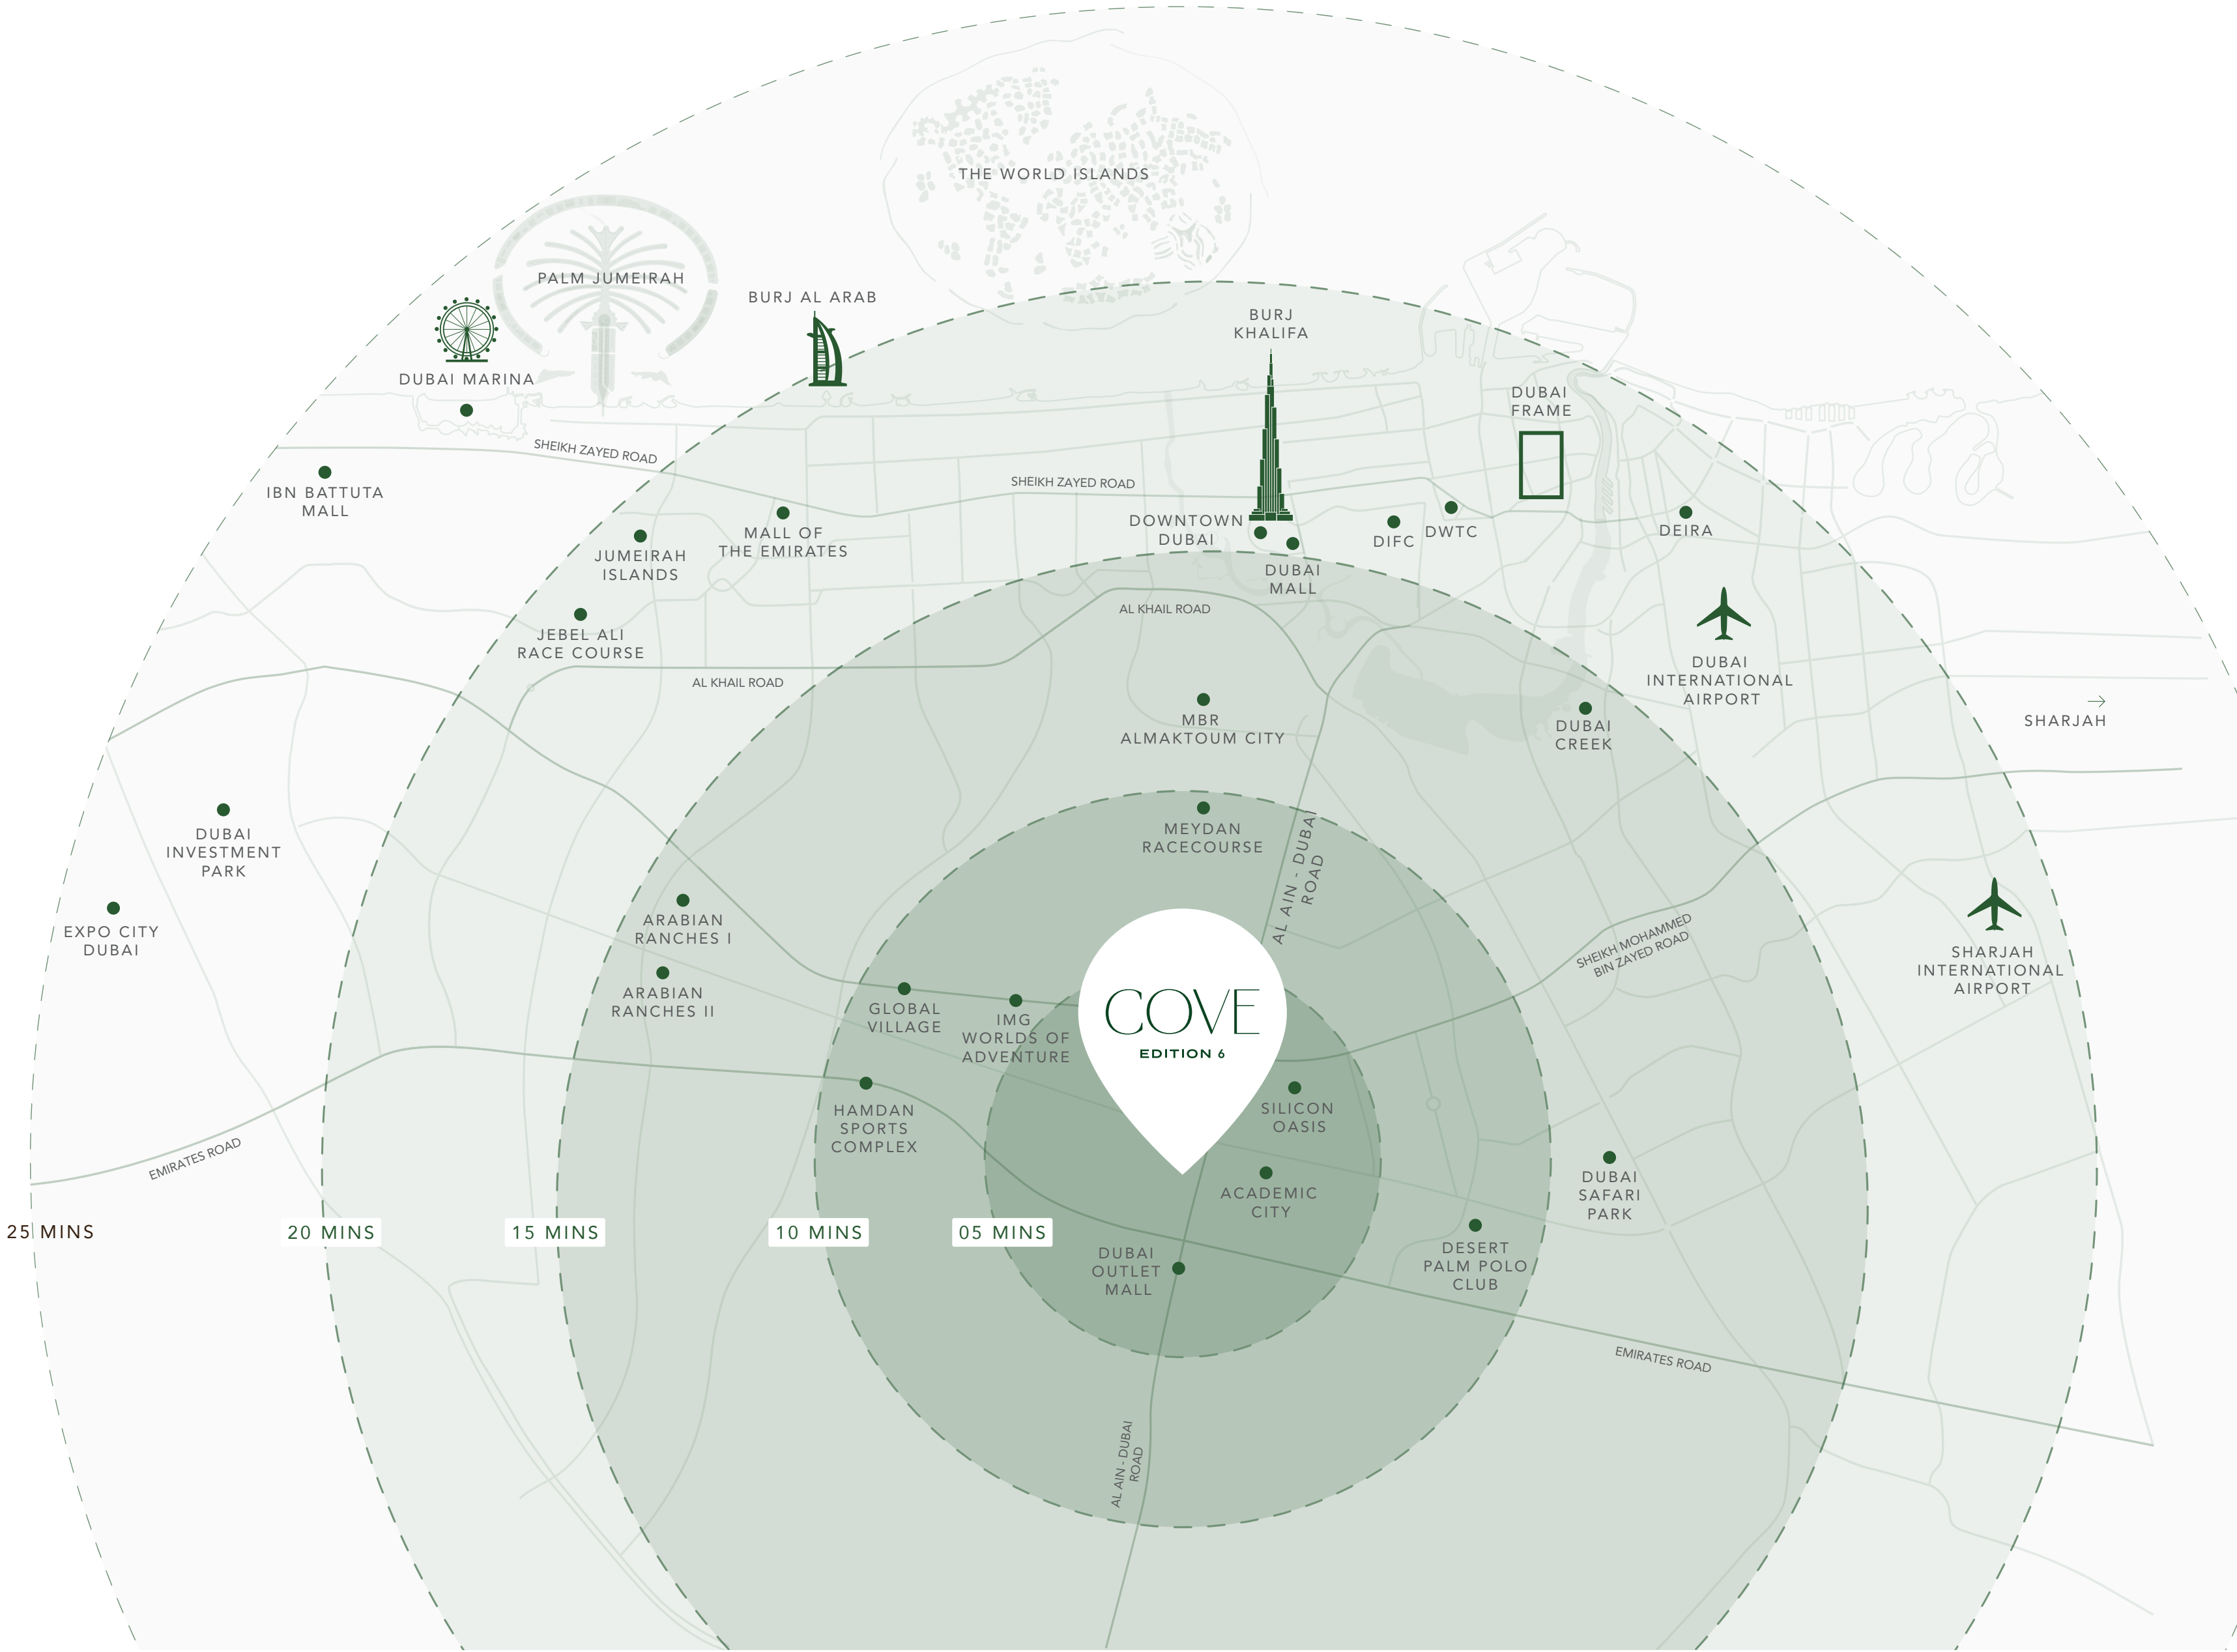 THE WORLD ISLANDS
PALM JUMEIRAH
BURJ AL ARAB
BURJ
KHALIFA
DUBAI MARINA
DUBAI
FRAME
SHEIKH ZAYED ROAD
SHEIKH ZAYED ROAD
IBN BATTUTA
MALL
JUMEIRAH
ISLANDS
MALL OF
THE EMIRATES
DOWNTOWN
DUBAI
DUBAI
MALL
DIFC
DWTC
DEIRA
JEBEL ALI
RACE COURSE
AL KHAIL ROAD
AL KHAIL ROAD
DUBAI
INTERNATIONAL
AIRPORT
MBR
ALMAKTOUM CITY
DUBAI
CREEK
SHARJAH
DUBAI
INVESTMENT
PARK
MEYDAN
RACECOURSE
AL AIN - DUBAI
ROAD
EXPO CITY
DUBAI
ARABIAN
RANCHES I
ARABIAN
RANCHES II
SHEIKH MOHAMMED
BIN ZAYED ROAD
SHARJAH
INTERNATIONAL
AIRPORT
GLOBAL
VILLAGE
IMG
WORLDS OF
ADVENTURE
COVE
EDITION 6
HAMDAN
SPORTS
COMPLEX
SILICON
OASIS
EMIRATES ROAD
ACADEMIC
CITY
DUBAI
SAFARI
PARK
25 MINS
20 MINS
15 MINS
10 MINS
05 MINS
DUBAI
OUTLET
MALL
DESERT
PALM POLO
CLUB
EMIRATES ROAD
AL AIN - DUBAI
ROAD